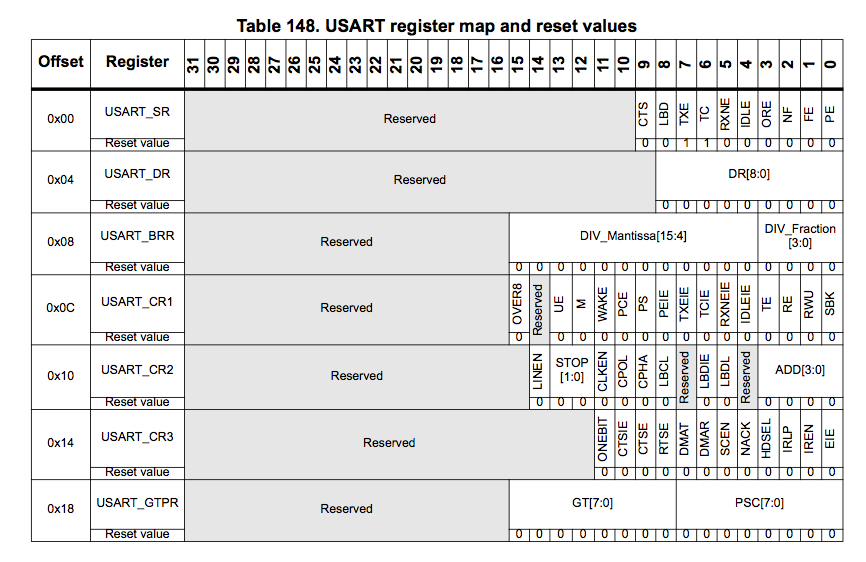 Table 148. USART register map and reset values
Offset Register 31 30 29 28 27 26 25 24 23 22 21 20 19 18 17 16 15 14 13 12 11 10 9 8 7 6 5 4 3 2 1 0
0x00 USART_SR Reserved CTS LBD TXE TC RXNE IDLE ORE NF FE PE
Reset value 0 0 1 1 0 0 0 0 0 0
0x04 USART_DR Reserved DR[8:0]
Reset value 0 0 0 0 0 0 0 0 0
0x08 USART_BRR Reserved DIV_Mantissa[15:4] DIV_Fraction
[3:0]
Reset value 0 0 0 0 0 0 0 0 0 0 0 0 0 0 0 0
0x0C USART_CR1 Reserved OVER8 Reserved UE M WAKE PCE PS PEIE TXEIE TCIE RXNEIE IDLEIE TE RE RWU SBK
Reset value 0 0 0 0 0 0 0 0 0 0 0 0 0 0 0
0x10 USART_CR2 Reserved LINEN STOP
[1:0] CLKEN CPOL CPHA LBCL Reserved LBDIE LBDL Reserved ADD[3:0]
Reset value 0 0 0 0 0 0 0 0 0 0 0 0 0
0x14 USART_CR3 Reserved ONEBIT CTSIE CTSE RTSE DMAT DMAR SCEN NACK HDSEL IRLP IREN EIE
Reset value 0 0 0 0 0 0 0 0 0 0 0 0
0x18 USART_GTPR Reserved GT[7:0] PSC[7:0]
Reset value 0 0 0 0 0 0 0 0 0 0 0 0 0 0 0 0